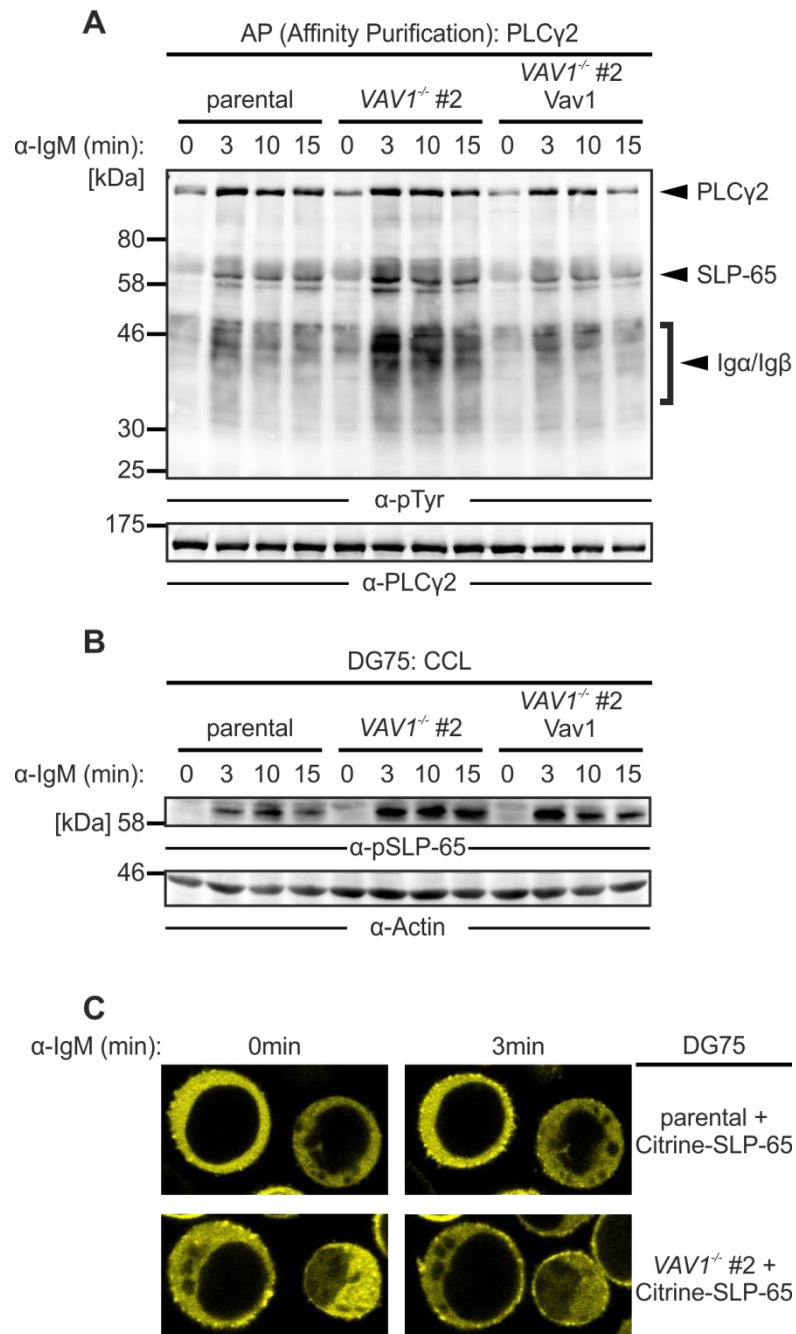 A
AP (Affinity Purification): PLCγ2
VAV1-/- #2
parental VAV1-/- #2 Vav1
α-IgM (min): 0 3 10 15 0 3 10 15 0 3 10 15
[kDa]
PLCγ2
80
SLP-65
58
46
Igα/Igβ
30
25
α-pTyr
175
α-PLCγ2
B
DG75: CCL
VAV1-/- #2
parental VAV1-/- #2 Vav1
α-IgM (min): 0 3 10 15 0 3 10 15 0 3 10 15
[kDa] 58
α-pSLP-65
46
α-Actin
C
α-IgM (min): 0min 3min DG75
parental +
Citrine-SLP-65
VAV1-/- #2 +
Citrine-SLP-65